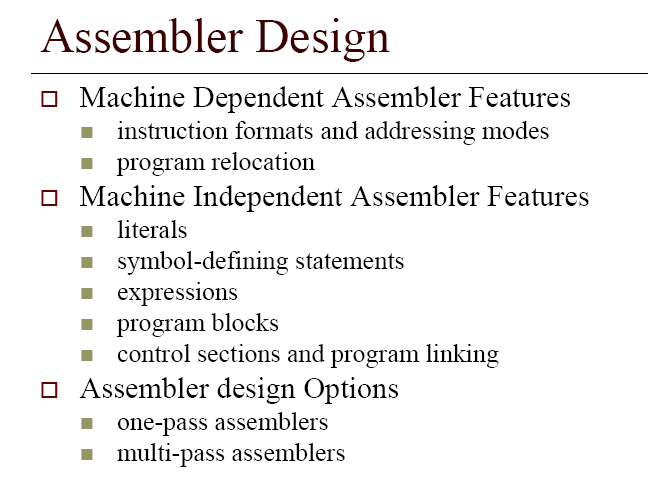 Assembler Design
Machine Dependent Assembler Features
instruction formats and addressing modes
program relocation
Machine Independent Assembler Features
literals
symbol-defining statements
expressions
program blocks
control sections and program linking
Assembler design Options
one-pass assemblers
multi-pass assemblers